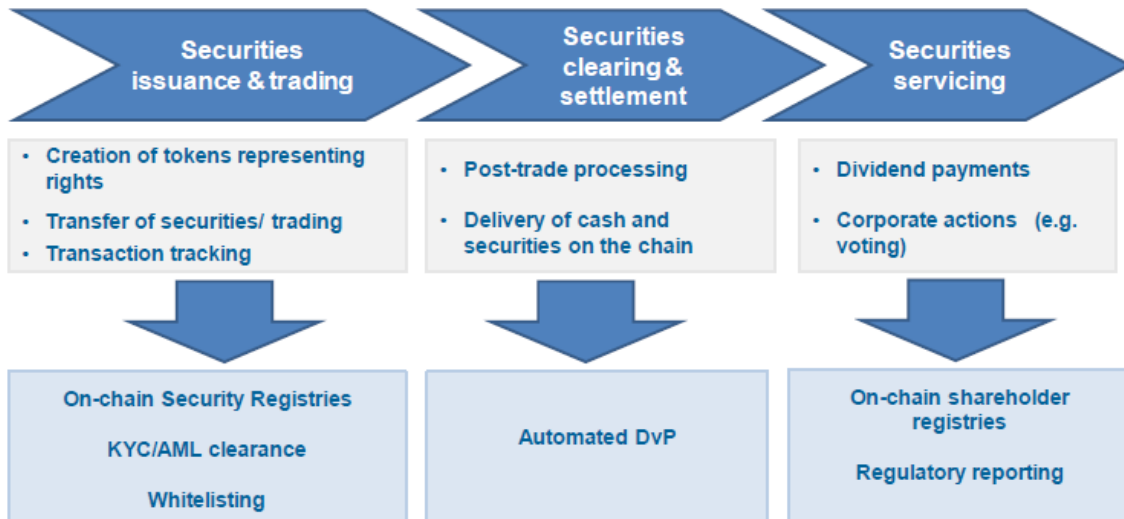 Securities
issuance & trading
Securities
clearing &
settlement
Securities
servicing
• Creation of tokens representing
rights
• Transfer of securities/ trading
• Transaction tracking
• Post-trade processing
• Delivery of cash and
securities on the chain
• Dividend payments
• Corporate actions (e.g.
voting)
On-chain Security Registries
KYC/AML clearance
Whitelisting
Automated DvP
On-chain shareholder
registries
Regulatory reporting